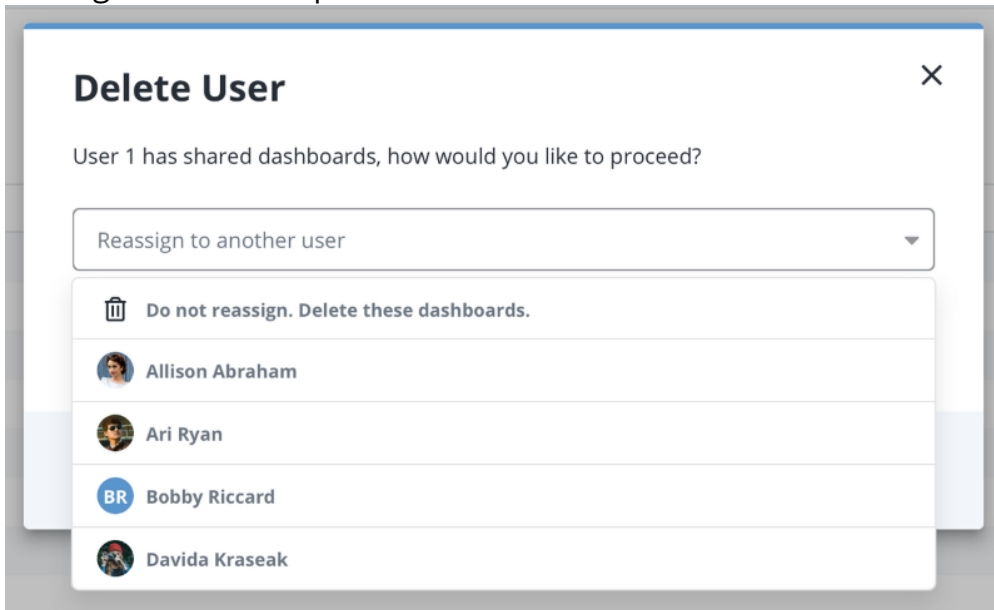 Delete User
User 1 has shared dashboards, how would you like to proceed?
Reassign to another user
Do not reassign. Delete these dashboards.
Allison Abraham
Ari Ryan
BR Bobby Riccard
Davida Kraseak